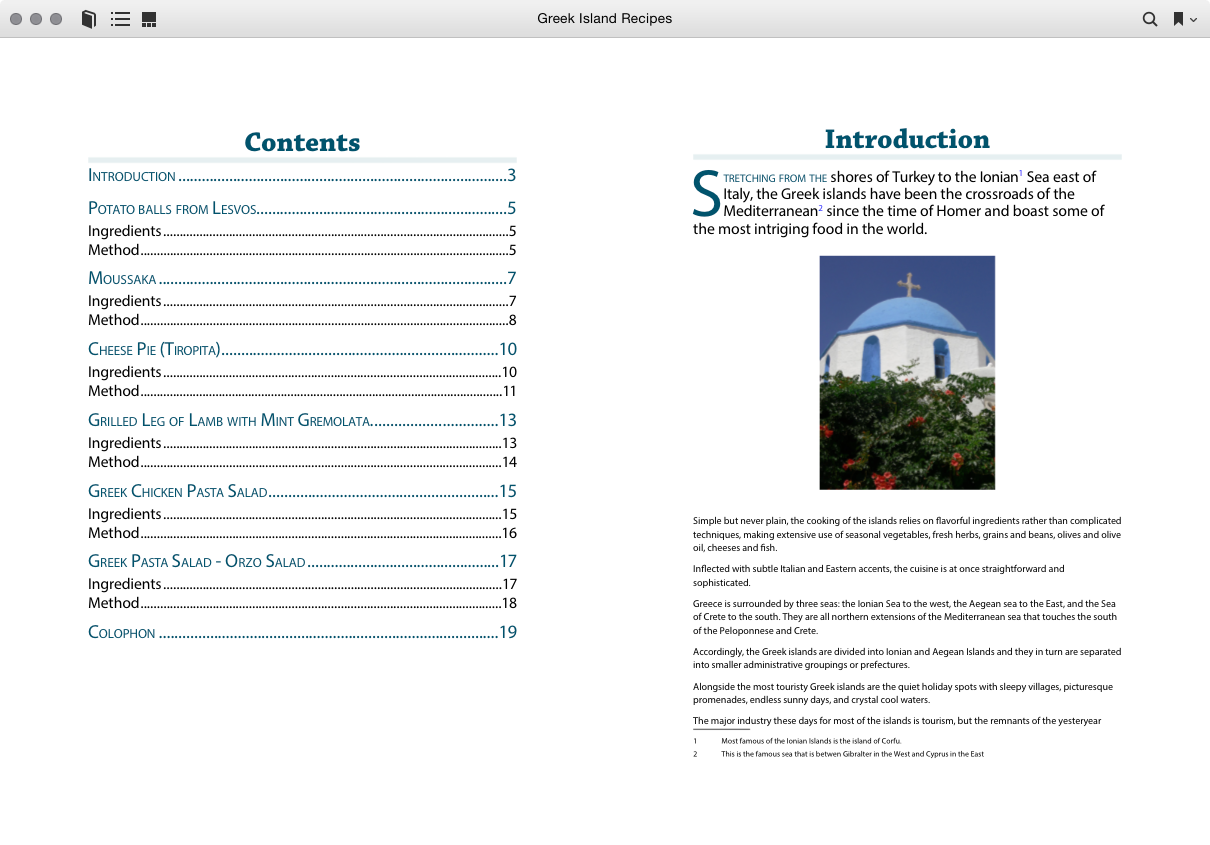 Greek Island Recipes
Contents
Introduction ........ 3
Potato balls from Lesvos........ 5
Ingredients ........ 5
Method ........ 5
Moussaka ........ 7
Ingredients ........ 7
Method ........ 8
Cheese Pie (Tiropita)........ 10
Ingredients ........ 10
Method ........ 11
Grilled Leg of Lamb with Mint Gremolata........ 13
Ingredients ........ 13
Method ........ 14
Greek Chicken Pasta Salad........ 15
Ingredients ........ 15
Method ........ 16
Greek Pasta Salad - Orzo Salad ........ 17
Ingredients ........ 17
Method ........ 18
Colophon ........ 19
Introduction
Stretching from the shores of Turkey to the Ionian1 Sea east of
Italy, the Greek islands have been the crossroads of the
Mediterranean2 since the time of Homer and boast some of
the most intriging food in the world.
Simple but never plain, the cooking of the islands relies on flavorful ingredients rather than complicated
techniques, making extensive use of seasonal vegetables, fresh herbs, grains and beans, olives and olive
oil, cheeses and fish.
Inflected with subtle Italian and Eastern accents, the cuisine is at once straightforward and
sophisticated.
Greece is surrounded by three seas: the Ionian Sea to the west, the Aegean sea to the East, and the Sea
of Crete to the south. They are all northern extensions of the Mediterranean sea that touches the south
of the Peloponnese and Crete.
Accordingly, the Greek islands are divided into Ionian and Aegean Islands and they in turn are separated
into smaller administrative groupings or prefectures.
Alongside the most touristy Greek islands are the quiet holiday spots with sleepy villages, picturesque
promenades, endless sunny days, and crystal cool waters.
The major industry these days for most of the islands is tourism, but the remnants of the yesteryear
1 Most famous of the Ionian Islands is the island of Corfu.
2 This is the famous sea that is betwen Gibralter in the West and Cyprus in the East